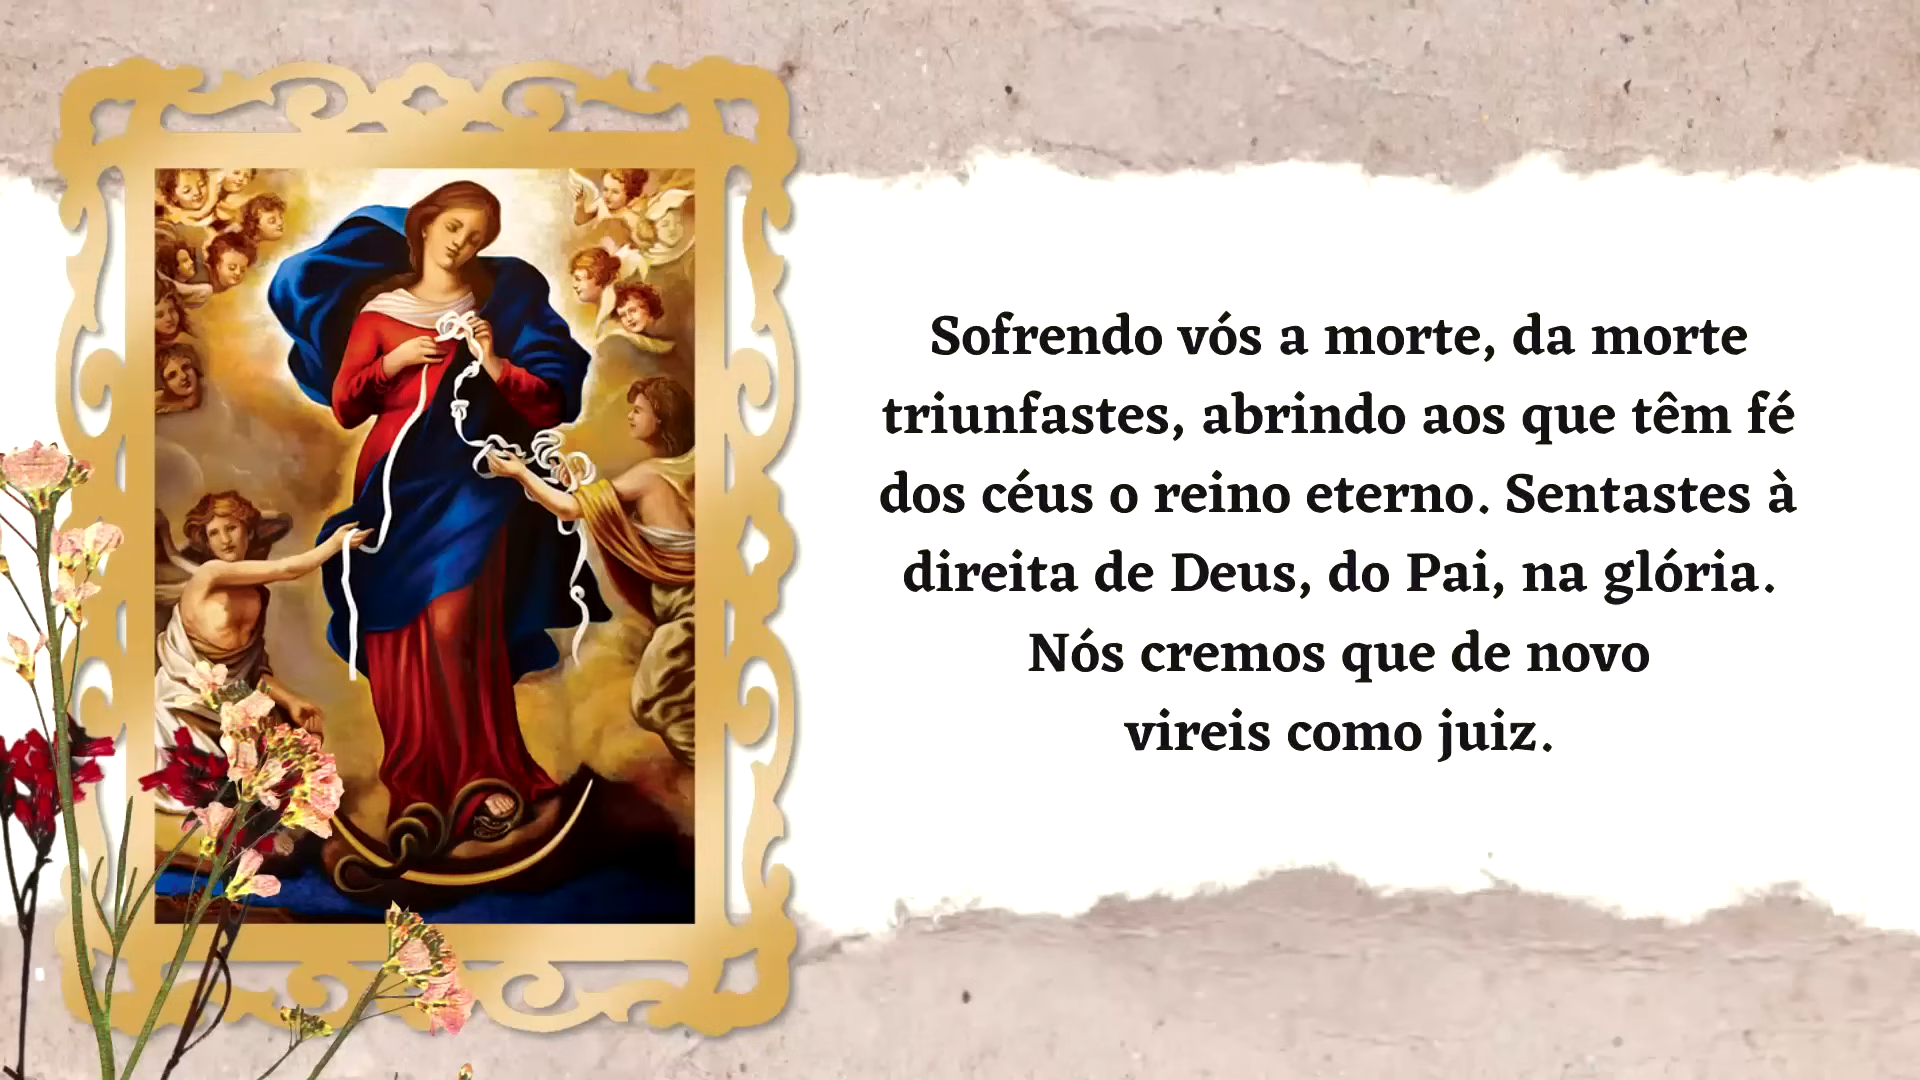 Sofrendo vós a morte, da morte
triunfastes, abrindo aos que têm fé
dos céus o reino eterno. Sentastes à
direita de Deus, do Pai, na glória.
Nós cremos que de novo
vireis como juiz.